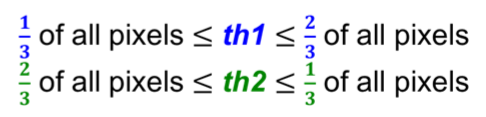 1/3 of all pixels ≤ th1 ≤ 2/3 of all pixels
2/3 of all pixels ≤ th2 ≤ 1/3 of all pixels